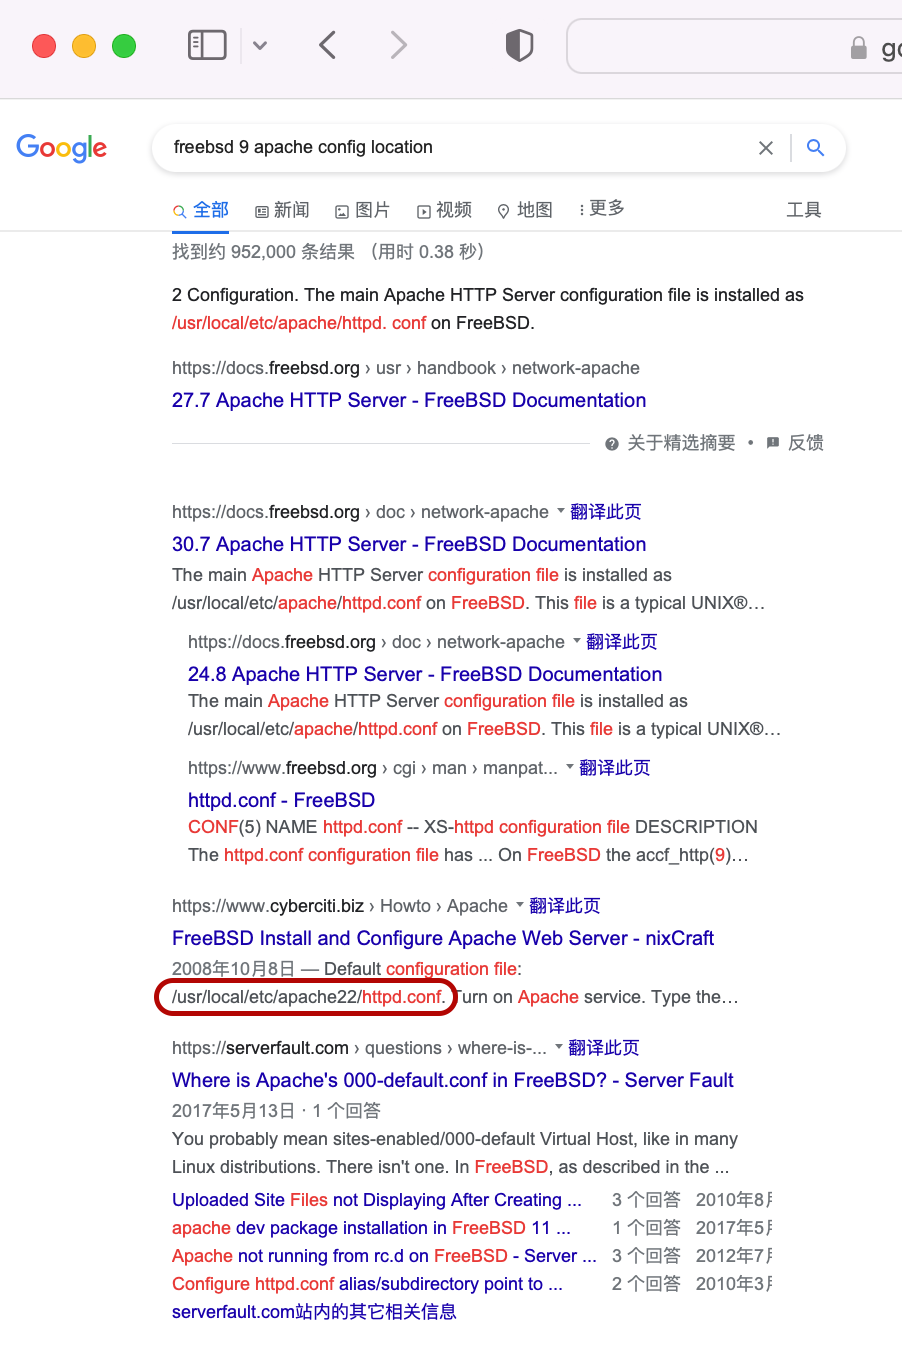 go
Google
freebsd 9 apache config location
全部 新闻 图片 视频 地图 更多 工具
找到约 952,000 条结果 （用时 0.38 秒）
2 Configuration. The main Apache HTTP Server configuration file is installed as
/usr/local/etc/apache/httpd. conf on FreeBSD.
https://docs.freebsd.org › usr › handbook › network-apache
27.7 Apache HTTP Server - FreeBSD Documentation
关于精选摘要 • 反馈
https://docs.freebsd.org › doc › network-apache 翻译此页
30.7 Apache HTTP Server - FreeBSD Documentation
The main Apache HTTP Server configuration file is installed as
/usr/local/etc/apache/httpd.conf on FreeBSD. This file is a typical UNIX®…
https://docs.freebsd.org › doc › network-apache 翻译此页
24.8 Apache HTTP Server - FreeBSD Documentation
The main Apache HTTP Server configuration file is installed as
/usr/local/etc/apache/httpd.conf on FreeBSD. This file is a typical UNIX®…
https://www.freebsd.org › cgi › man › manpat... 翻译此页
httpd.conf - FreeBSD
CONF(5) NAME httpd.conf -- XS-httpd configuration file DESCRIPTION
The httpd.conf configuration file has ... On FreeBSD the accf_http(9)…
https://www.cyberciti.biz › Howto › Apache 翻译此页
FreeBSD Install and Configure Apache Web Server - nixCraft
2008年10月8日 — Default configuration file:
/usr/local/etc/apache22/httpd.conf. Turn on Apache service. Type the…
https://serverfault.com › questions › where-is-... 翻译此页
Where is Apache's 000-default.conf in FreeBSD? - Server Fault
2017年5月13日 · 1 个回答
You probably mean sites-enabled/000-default Virtual Host, like in many
Linux distributions. There isn't one. In FreeBSD, as described in the ...
Uploaded Site Files not Displaying After Creating ... 3 个回答 2010年8月
apache dev package installation in FreeBSD 11 ... 1 个回答 2017年5月
Apache not running from rc.d on FreeBSD - Server ... 3 个回答 2012年7月
Configure httpd.conf alias/subdirectory point to ... 2 个回答 2010年3月
serverfault.com站内的其它相关信息